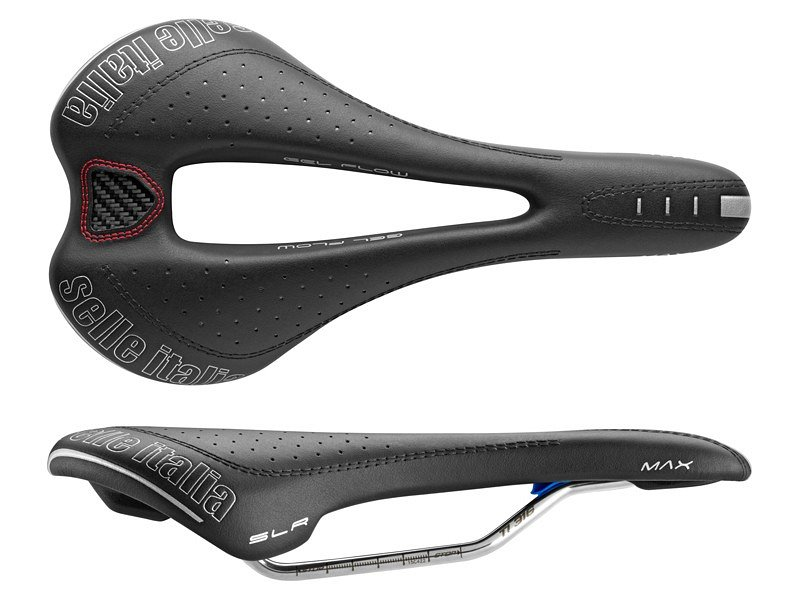 selle italia
GEL FLOW
GEL FLOW
selle italia
selle italia
MAX
SLR
TI 316